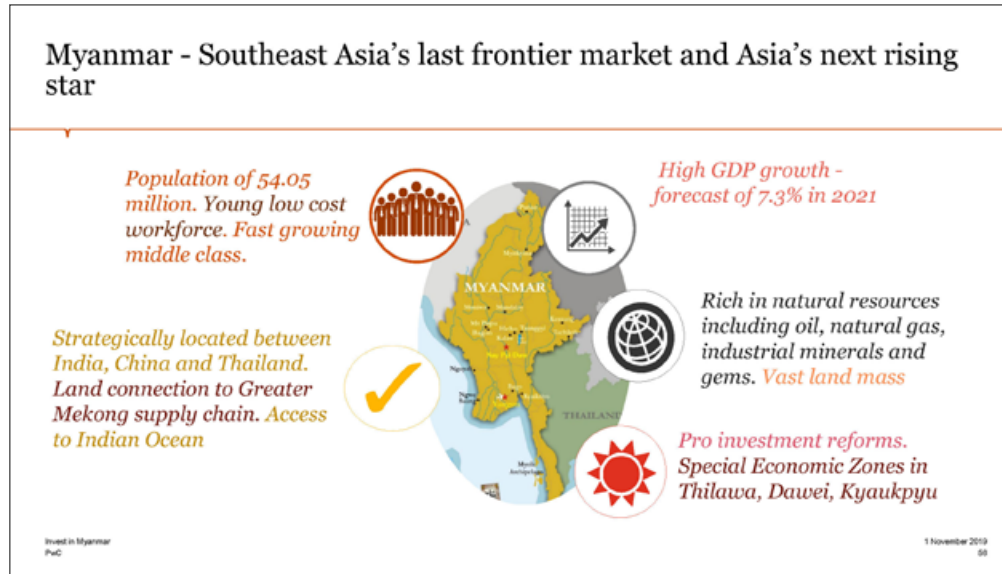 Myanmar - Southeast Asia's last frontier market and Asia's next rising
star
Population of 54.05
million. Young low cost
workforce. Fast growing
middle class.
High GDP growth -
forecast of 7.3% in 2021
MYANMAR
Rich in natural resources
including oil, natural gas,
industrial minerals and
gems. Vast land mass
Strategically located between
India, China and Thailand.
Land connection to Greater
Mekong supply chain. Access
to Indian Ocean
THAILAND
Pro investment reforms.
Special Economic Zones in
Thilawa, Dawei, Kyaukpyu
Invest in Myanmar
PwC
1 November 2019
58